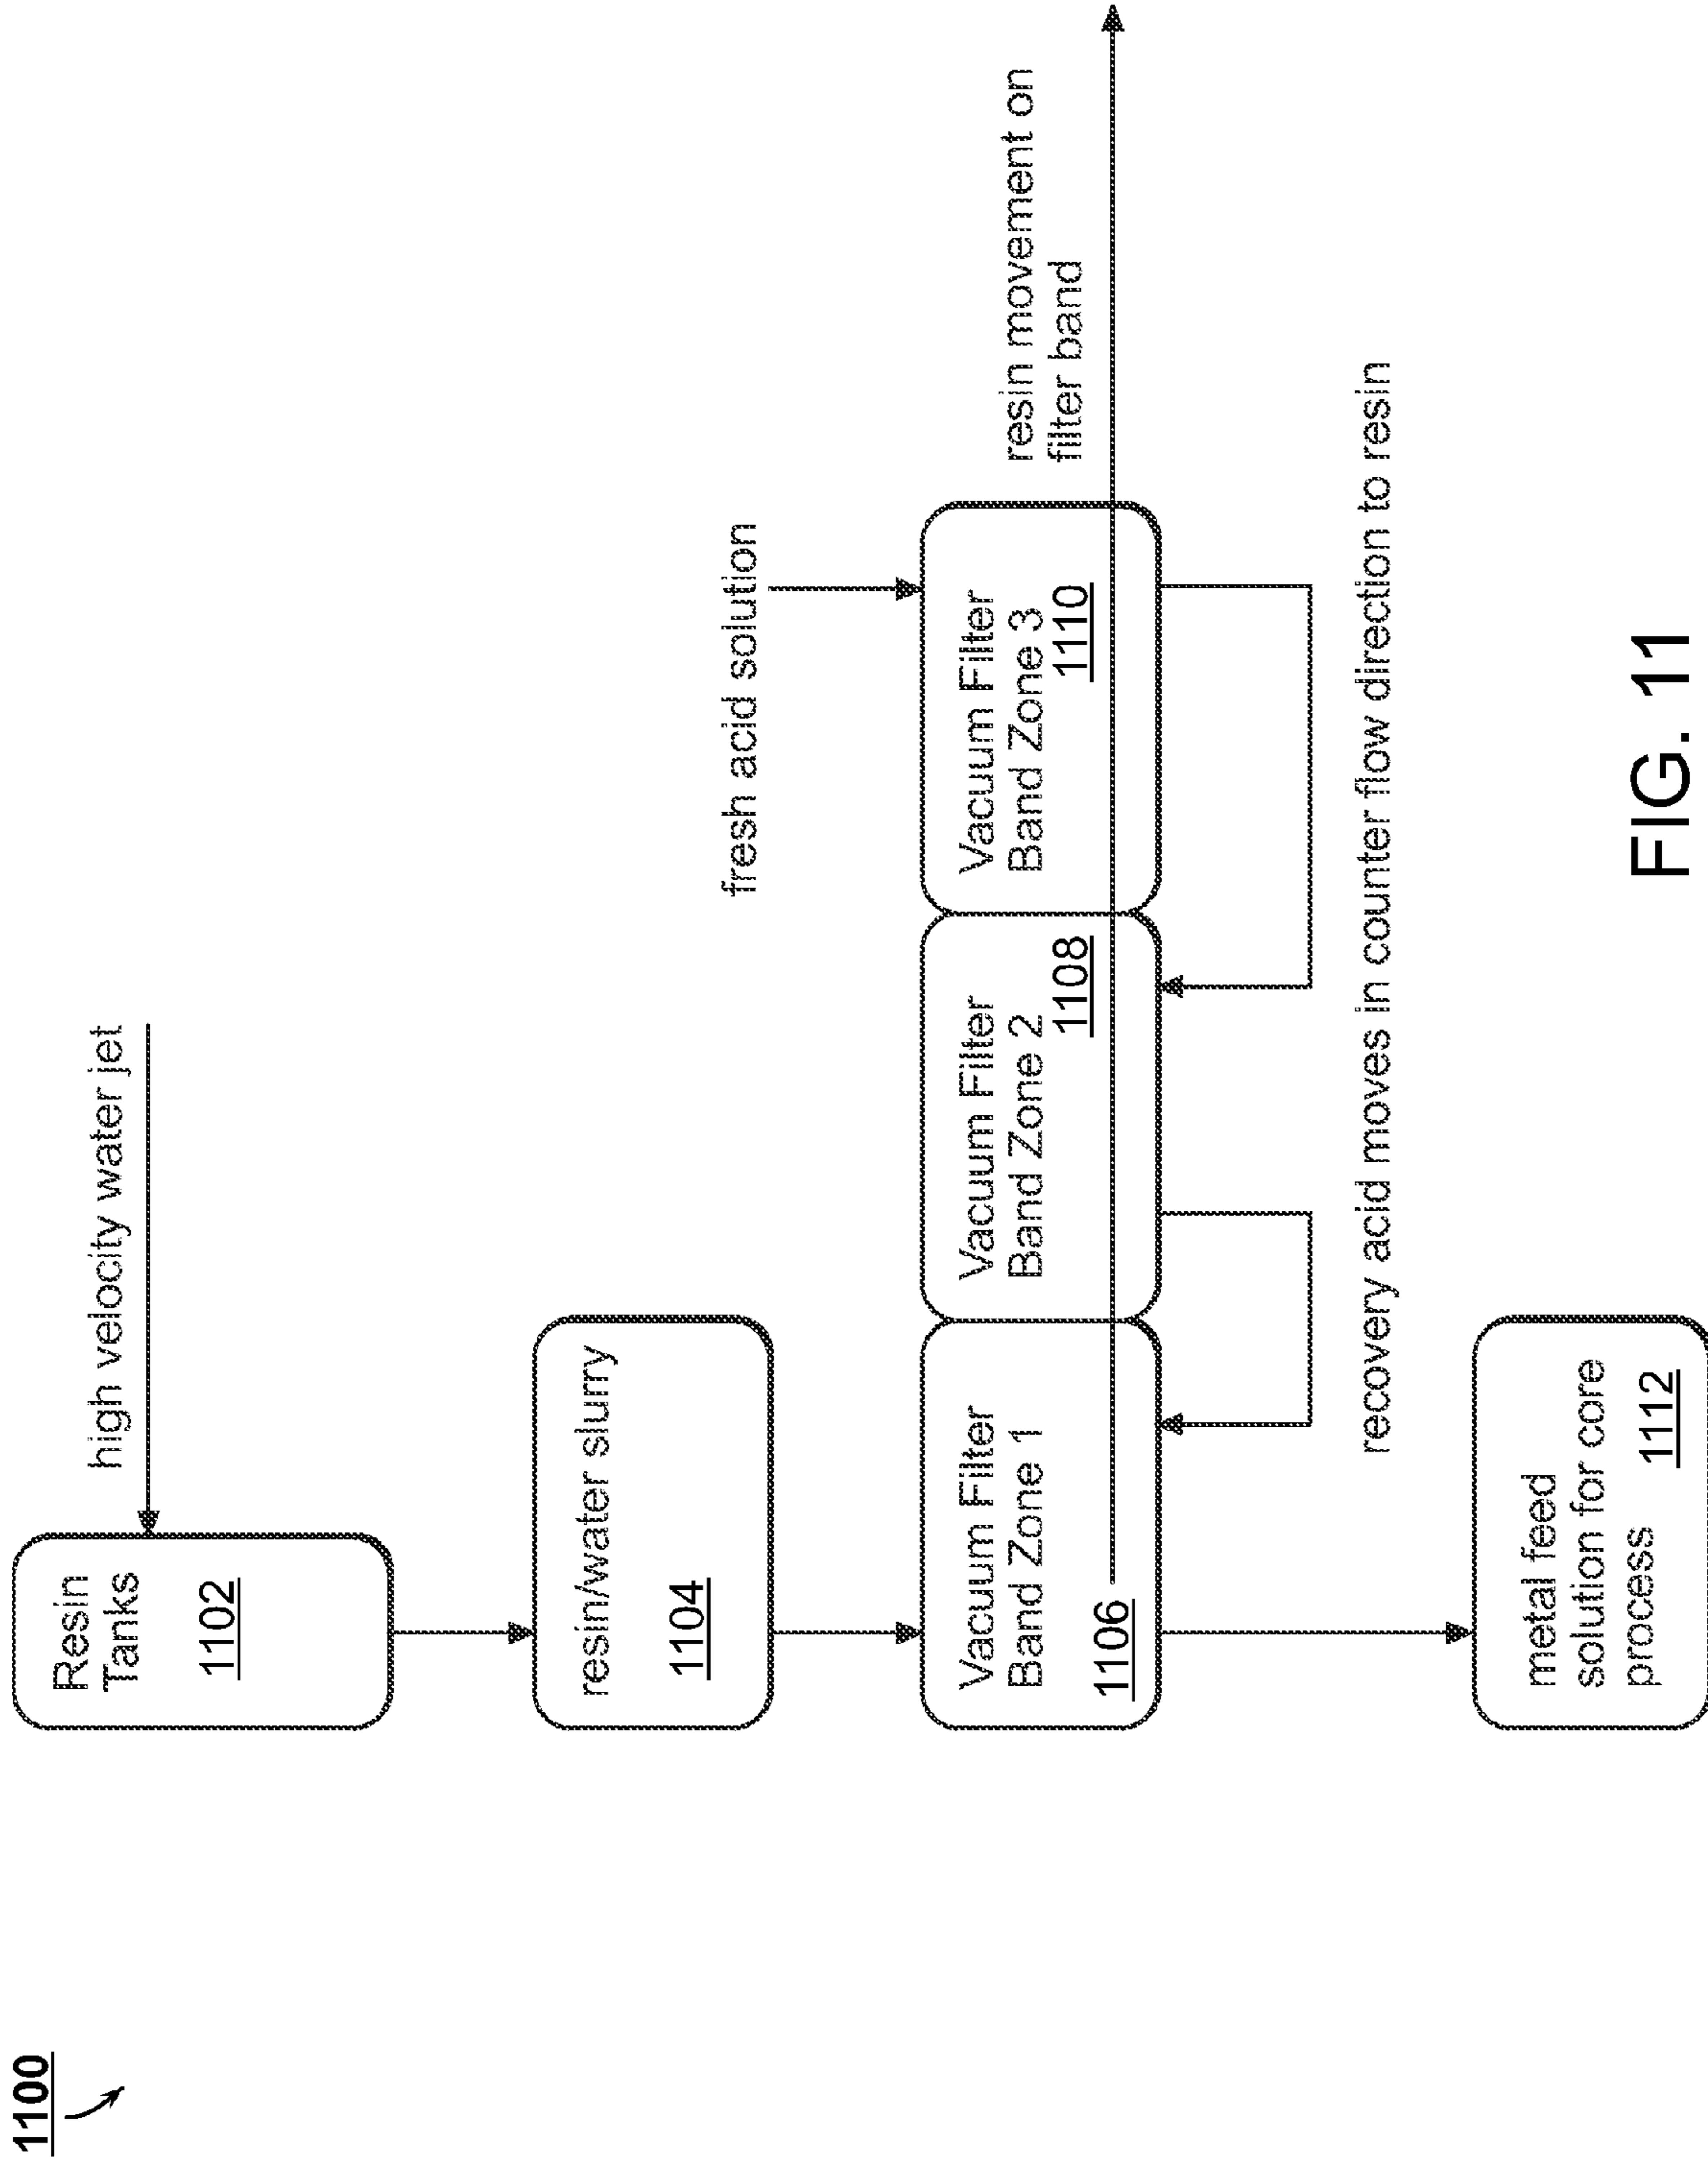 1100
high velocity water jet
Resin
Tanks
1102
resin/water slurry
1104
fresh acid solution
Vacuum Filter
Band Zone 1
1106
Vacuum Filter
Band Zone 2
1108
Vacuum Filter
Band Zone 3
1110
resin movement on
filter band
recovery acid moves in counter flow direction to resin
metal feed
solution for core
process 1112
FIG. 11